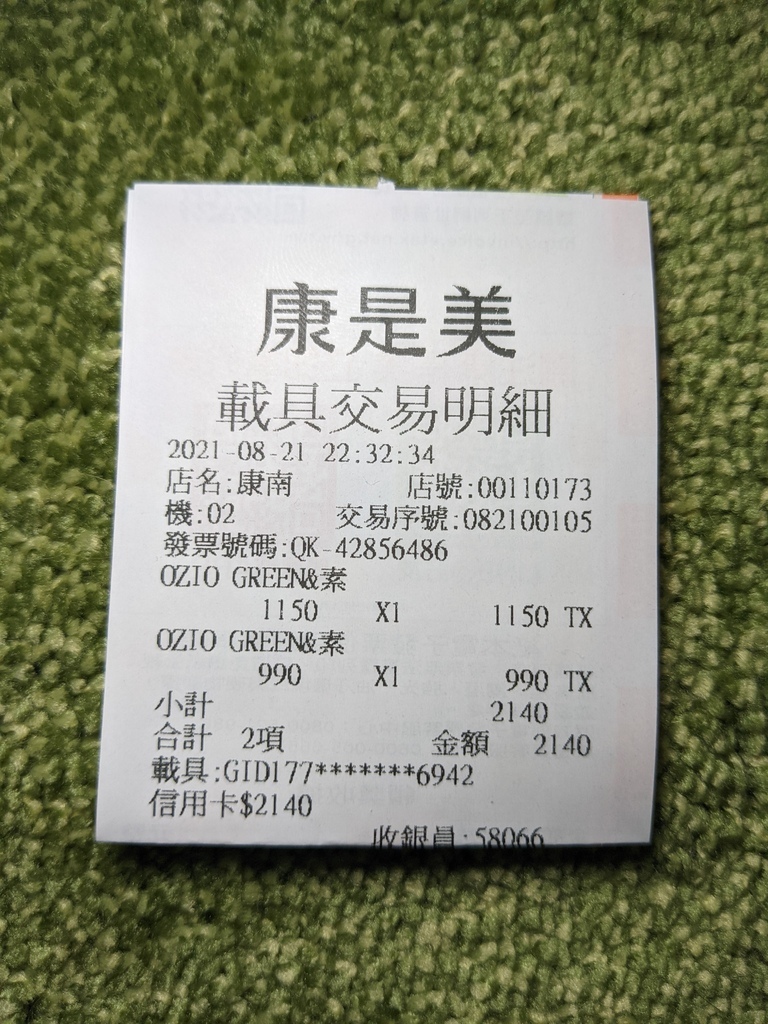 康是美
載具交易明細
2021-08-21 22:32:34
店名:康南 店號:00110173
機:02 交易序號:082100105
發票號碼:QK-42856486
OZIO GREEN&素
1150 X1 1150 TX
OZIO GREEN&素
990 X1 990 TX
小計 2140
合計 2項 金額 2140
載具:GID177*******6942
信用卡$2140
收銀員:58066